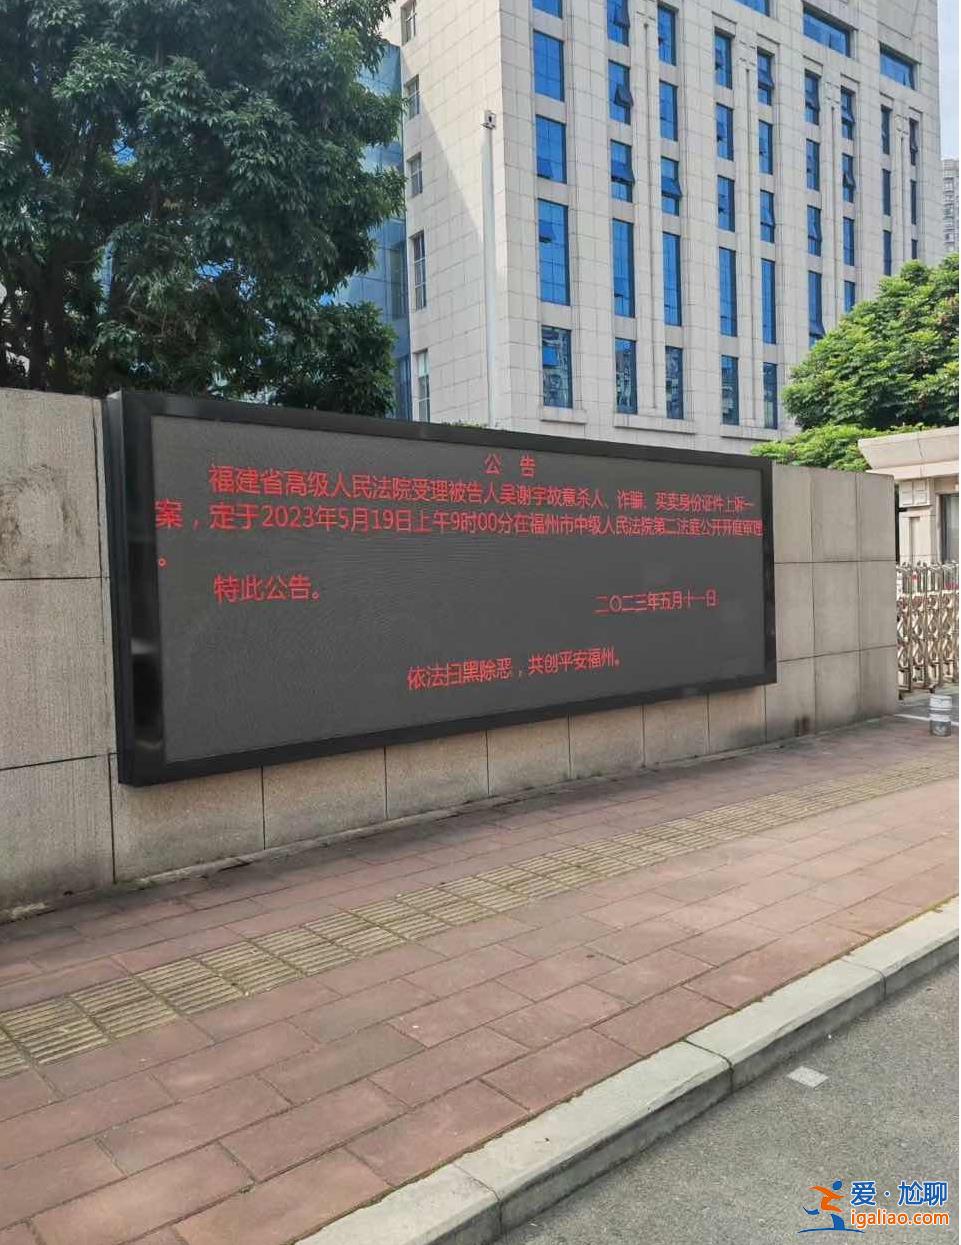 公 告
福建省高级人民法院受理被告人吴谢宇故意杀人、诈骗、买卖身份证件上诉一
案，定于2023年5月19日上午9时00分在福州市中级人民法院第二法庭公开开庭审理
。
特此公告。
二〇二三年五月十一日
依法扫黑除恶，共创平安福州。
爱·尬聊
igaliao.com